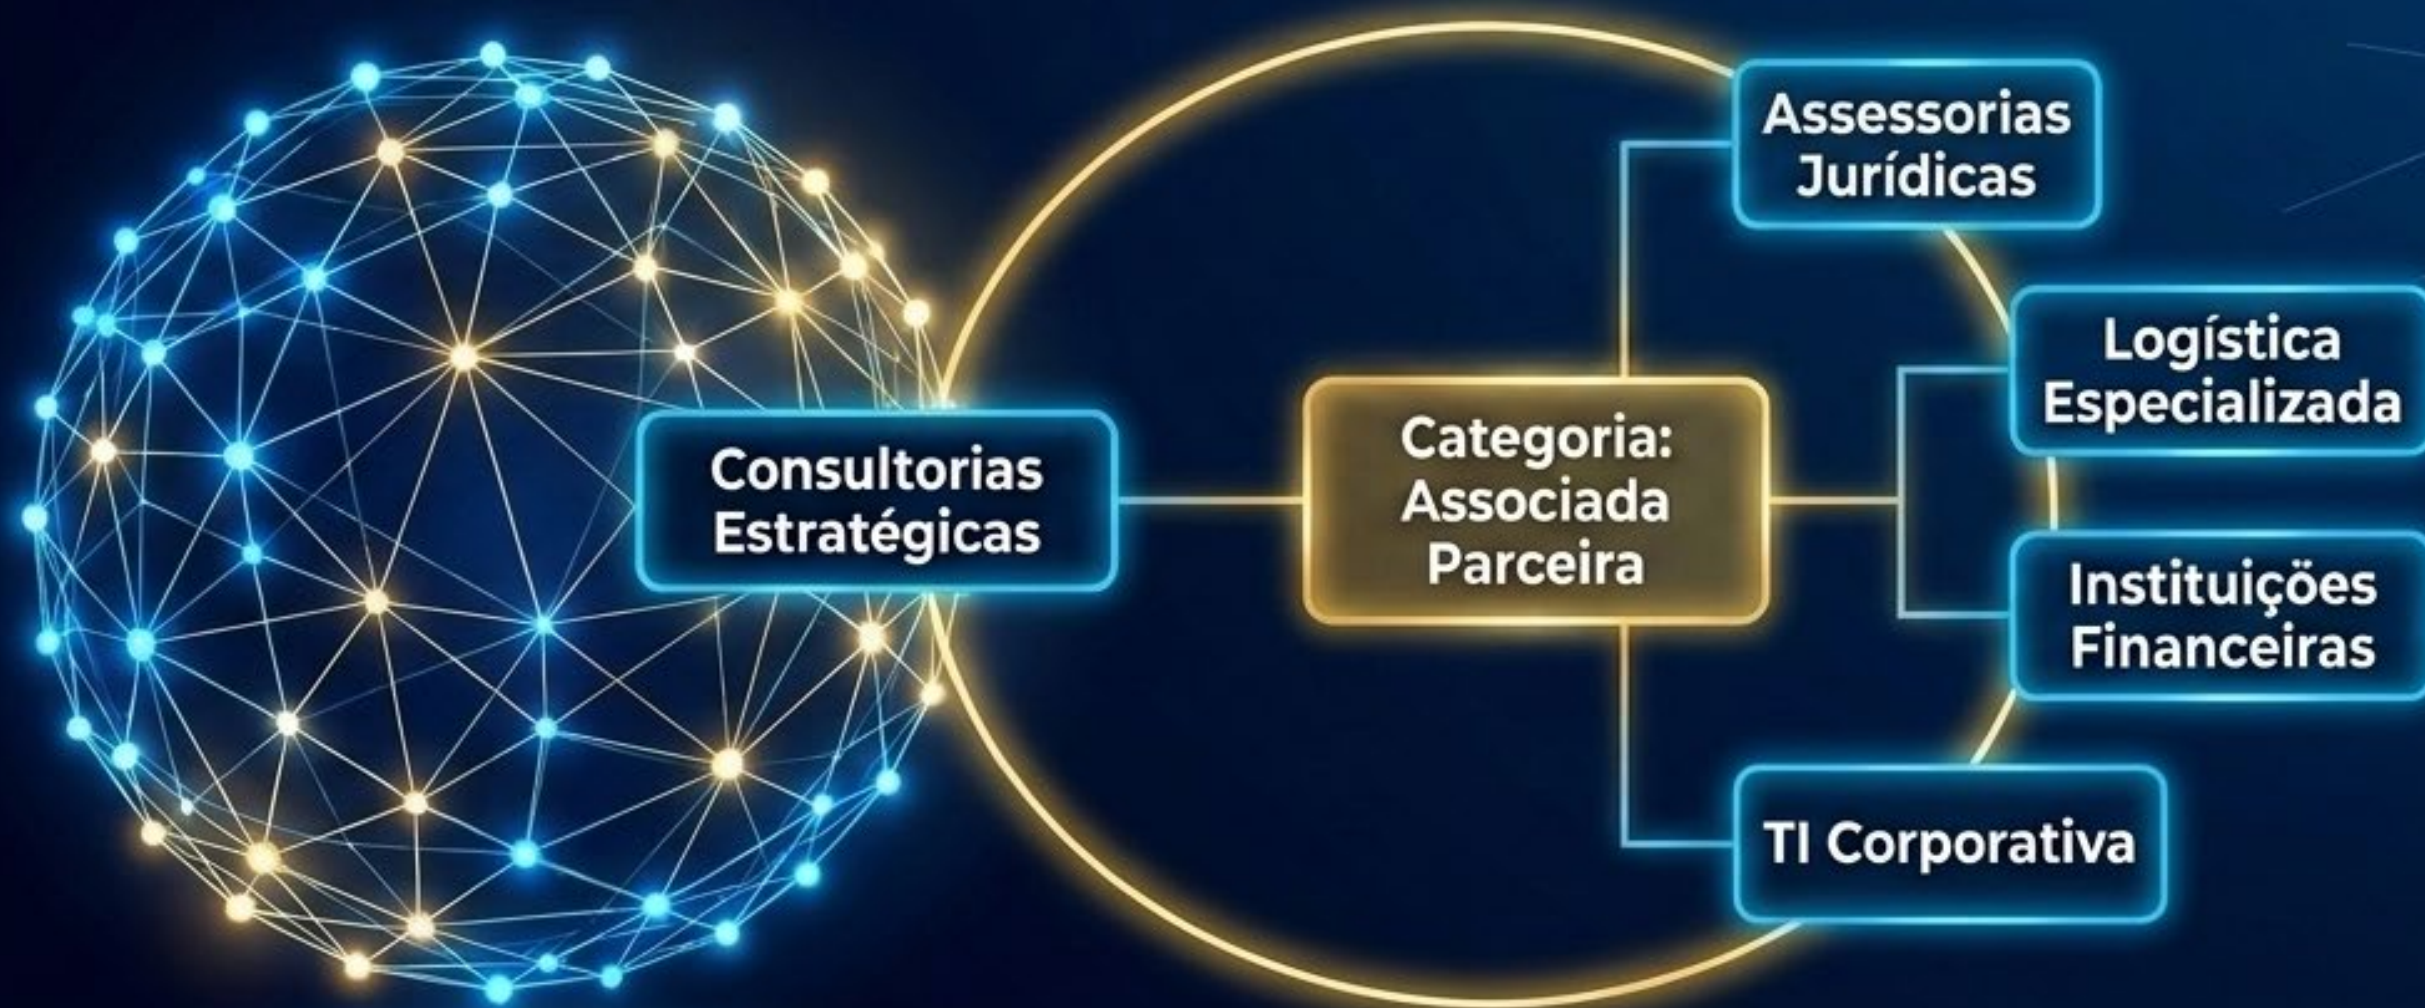 Assessorias
Jurídicas
Logística
Especializada
Consultorias
Estratégicas
Categoria:
Associada
Parceira
Instituições
Financeiras
TI Corporativa